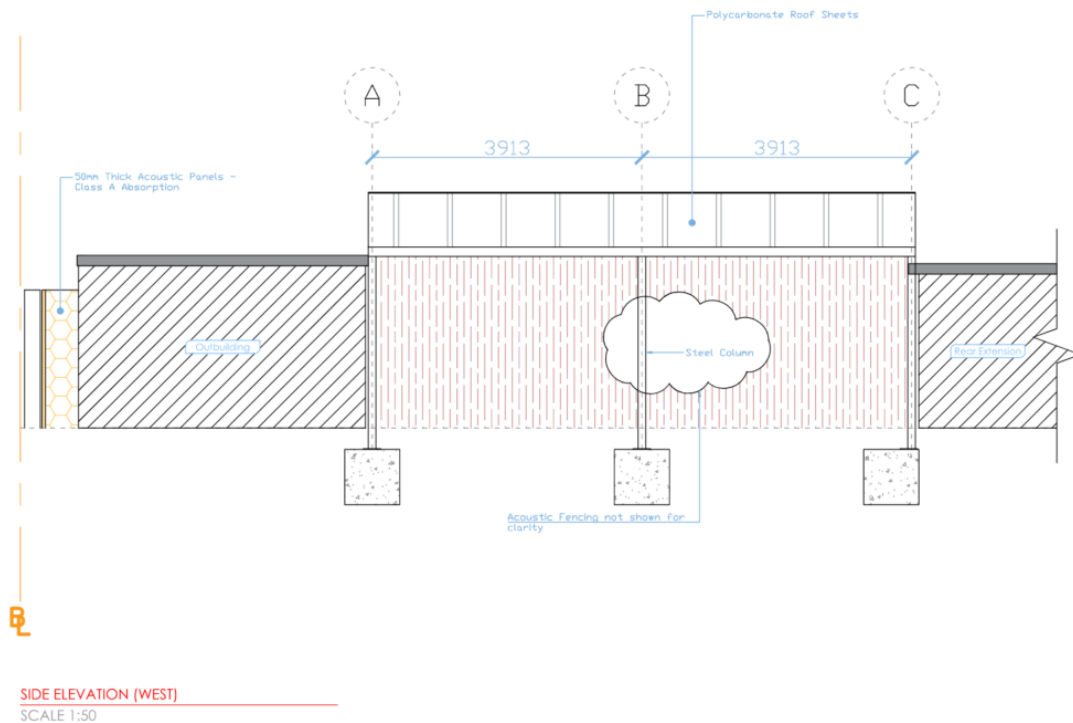 Polycarbonate Roof Sheets
A
B
C
3913
3913
50mm Thick Acoustic Panels -
Class A Absorption
Outbuilding
Steel Column
Rear Extension
Acoustic Fencing not shown for
clarity
BL
SIDE ELEVATION (WEST)
SCALE 1:50